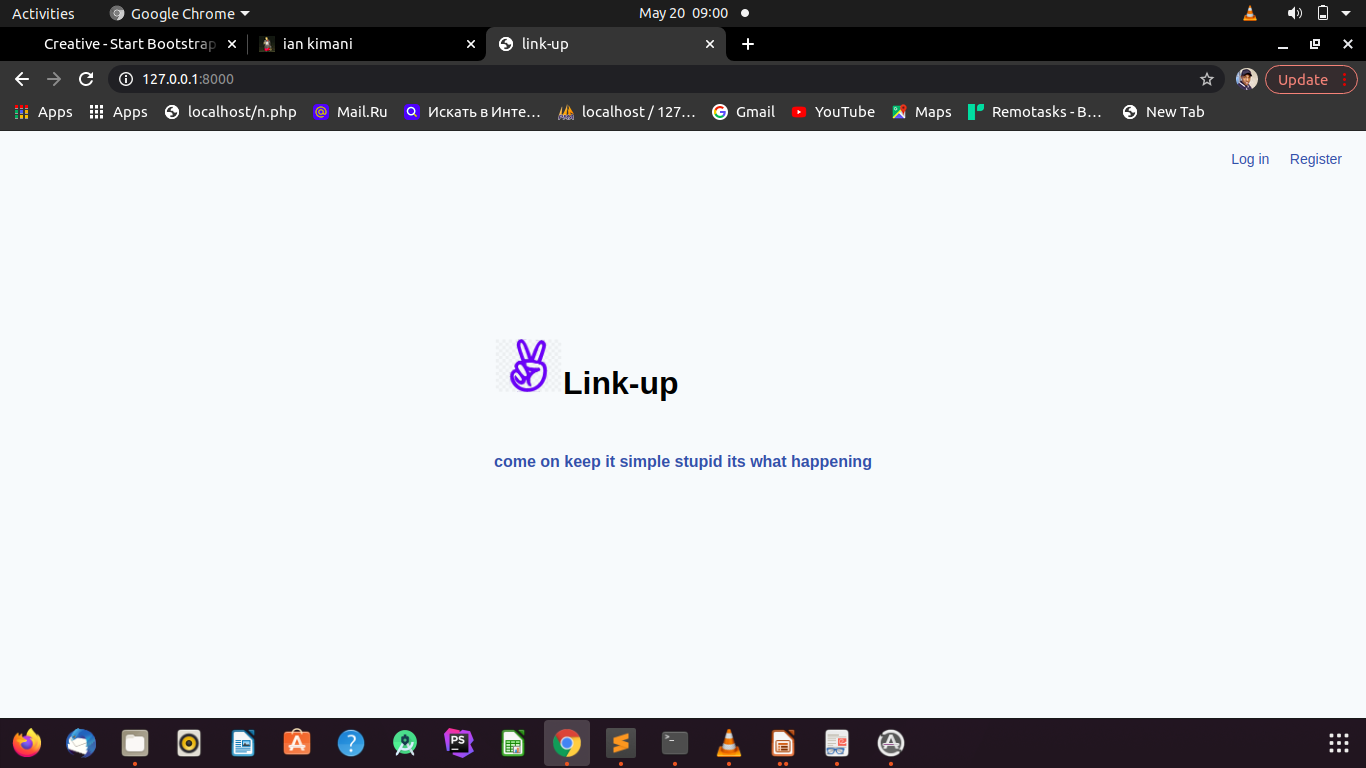 Activities Google Chrome May 20 09:00
Creative - Start Bootstrap ian kimani link-up
127.0.0.1:8000 Update
Apps Apps localhost/n.php Mail.Ru Искать в Инте… localhost / 127… Gmail YouTube Maps Remotasks - B… New Tab
Log in Register
Link-up
come on keep it simple stupid its what happening
PS
>_